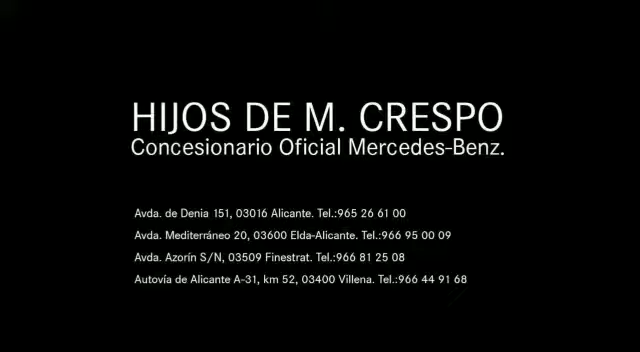 HIJOS DE M. CRESPO
Concesionario Oficial Mercedes-Benz.
Avda. de Denia 151, 03016 Alicante. Tel.:965 26 61 00
Avda. Mediterráneo 20, 03600 Elda-Alicante. Tel.:966 95 00 09
Avda. Azorín S/N, 03509 Finestrat. Tel.:966 81 25 08
Autovía de Alicante A-31, km 52, 03400 Villena. Tel.:966 44 91 68